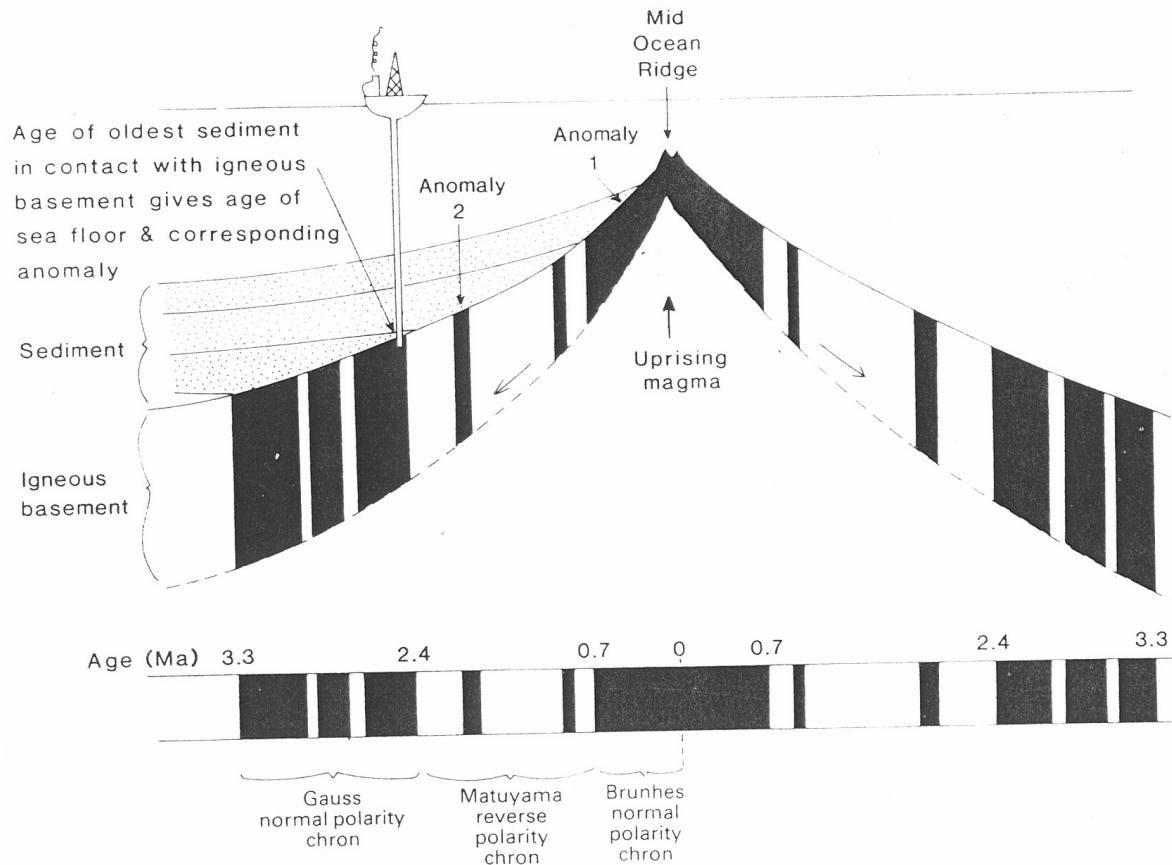 Mid
Ocean
Ridge
Age of oldest sediment
in contact with igneous
basement gives age of
sea floor & corresponding
anomaly
Anomaly
1
Anomaly
2
Sediment
Uprising
magma
Igneous
basement
Age (Ma) 3.3 2.4 0.7 0 0.7 2.4 3.3
Gauss
normal polarity
chron
Matuyama
reverse
polarity
chron
Brunhes
normal
polarity
chron